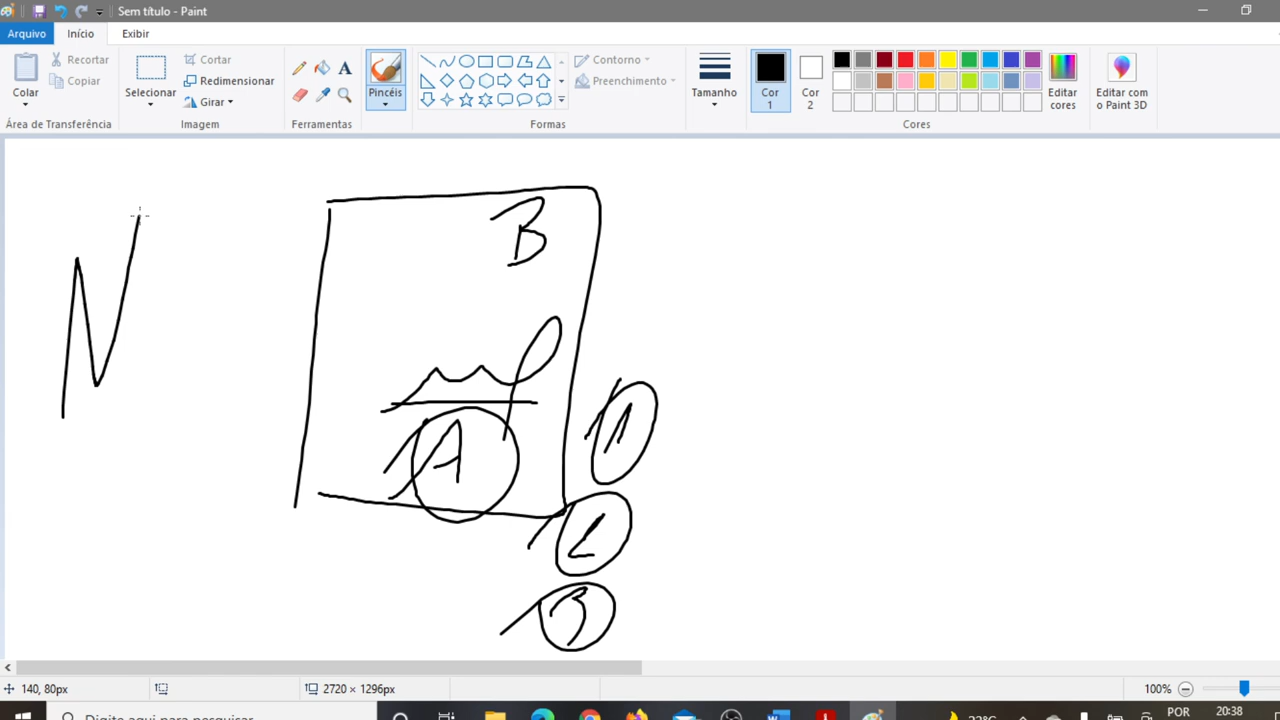 Sem título - Paint
Arquivo Início Exibir
Colar
Recortar
Copiar
Selecionar
Cortar
Redimensionar
Girar
A
Pincéis
Contorno
Preenchimento
Tamanho
Cor 1
Cor 2
Editar cores
Editar com o Paint 3D
Área de Transferência Imagem Ferramentas Formas Cores
N
B
A
1
2
3
140, 80px 2720 × 1296px 100%
Digite aqui para pesquisar 22°C POR 20:38